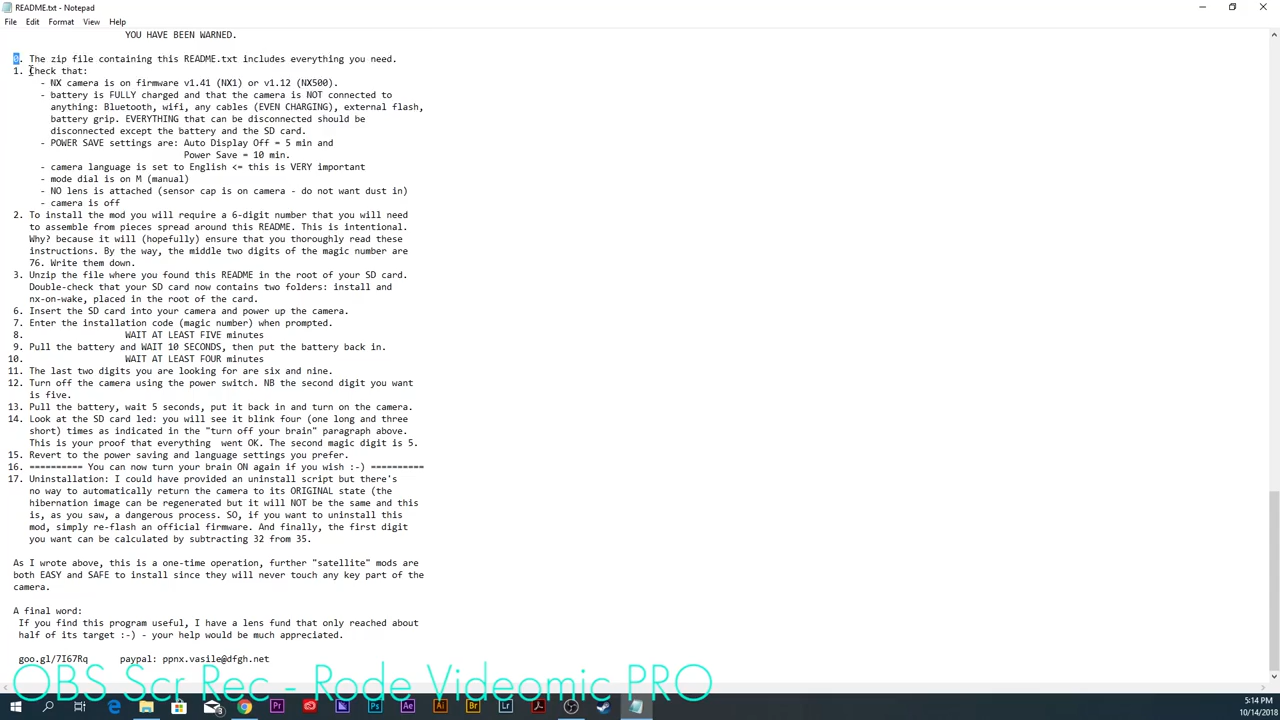 README.txt - Notepad
File Edit Format View Help
YOU HAVE BEEN WARNED.
0. The zip file containing this README.txt includes everything you need.
1. Check that:
- NX camera is on firmware v1.41 (NX1) or v1.12 (NX500).
- battery is FULLY charged and that the camera is NOT connected to
anything: Bluetooth, wifi, any cables (EVEN CHARGING), external flash,
battery grip. EVERYTHING that can be disconnected should be
disconnected except the battery and the SD card.
- POWER SAVE settings are: Auto Display Off = 5 min and
Power Save = 10 min.
- camera language is set to English <= this is VERY important
- mode dial is on M (manual)
- NO lens is attached (sensor cap is on camera - do not want dust in)
- camera is off
2. To install the mod you will require a 6-digit number that you will need
to assemble from pieces spread around this README. This is intentional.
Why? because it will (hopefully) ensure that you thoroughly read these
instructions. By the way, the middle two digits of the magic number are
76. Write them down.
3. Unzip the file where you found this README in the root of your SD card.
Double-check that your SD card now contains two folders: install and
nx-on-wake, placed in the root of the card.
6. Insert the SD card into your camera and power up the camera.
7. Enter the installation code (magic number) when prompted.
8. WAIT AT LEAST FIVE minutes
9. Pull the battery and WAIT 10 SECONDS, then put the battery back in.
10. WAIT AT LEAST FOUR minutes
11. The last two digits you are looking for are six and nine.
12. Turn off the camera using the power switch. NB the second digit you want
is five.
13. Pull the battery, wait 5 seconds, put it back in and turn on the camera.
14. Look at the SD card led: you will see it blink four (one long and three
short) times as indicated in the "turn off your brain" paragraph above.
This is your proof that everything  went OK. The second magic digit is 5.
15. Revert to the power saving and language settings you prefer.
16. ========== You can now turn your brain ON again if you wish :-) ==========
17. Uninstallation: I could have provided an uninstall script but there's
no way to automatically return the camera to its ORIGINAL state (the
hibernation image can be regenerated but it will NOT be the same and this
is, as you saw, a dangerous process. SO, if you want to uninstall this
mod, simply re-flash an official firmware. And finally, the first digit
you want can be calculated by subtracting 32 from 35.
As I wrote above, this is a one-time operation, further "satellite" mods are
both EASY and SAFE to install since they will never touch any key part of the
camera.
A final word:
If you find this program useful, I have a lens fund that only reached about
half of its target :-) - your help would be much appreciated.
goo.gl/7I67Rq paypal: ppnx.vasile@dfgh.net
OBS Scr Rec - Rode Videomic PRO
3 Pr Ps Ae Ai Br Lr
5:14 PM
10/14/2018